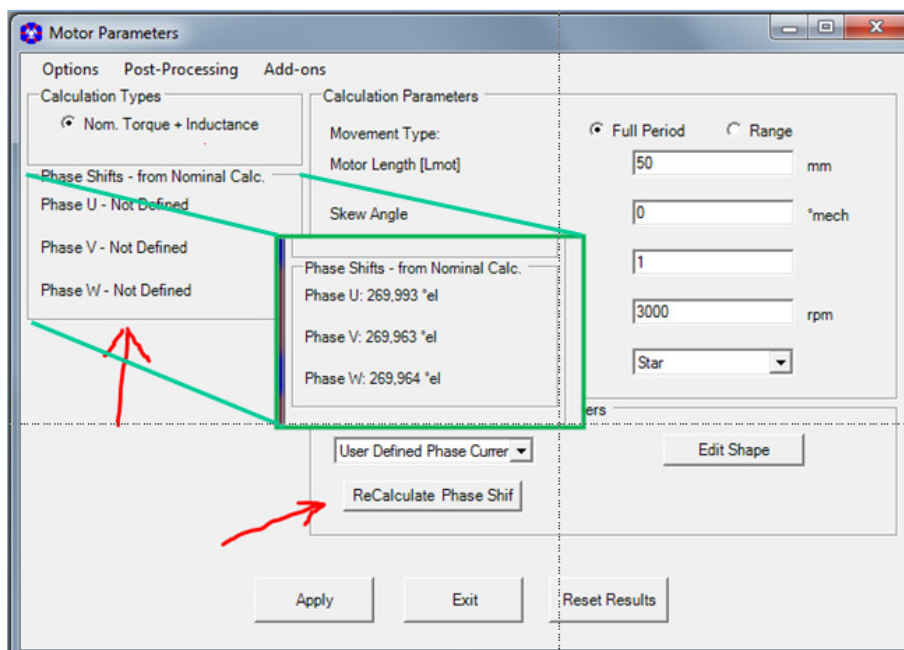 Motor Parameters
Options Post-Processing Add-ons
Calculation Types
Nom. Torque + Inductance
Phase Shifts - from Nominal Calc.
Phase U - Not Defined
Phase V - Not Defined
Phase W - Not Defined
Calculation Parameters
Movement Type:
Full Period Range
Motor Length [Lmot]
50 mm
Skew Angle
0 °mech
1
3000 rpm
Star
Phase Shifts - from Nominal Calc.
Phase U: 269,993 °el
Phase V: 269,963 °el
Phase W: 269,964 °el
ers
User Defined Phase Currer
Edit Shape
ReCalculate Phase Shif
Apply Exit Reset Results